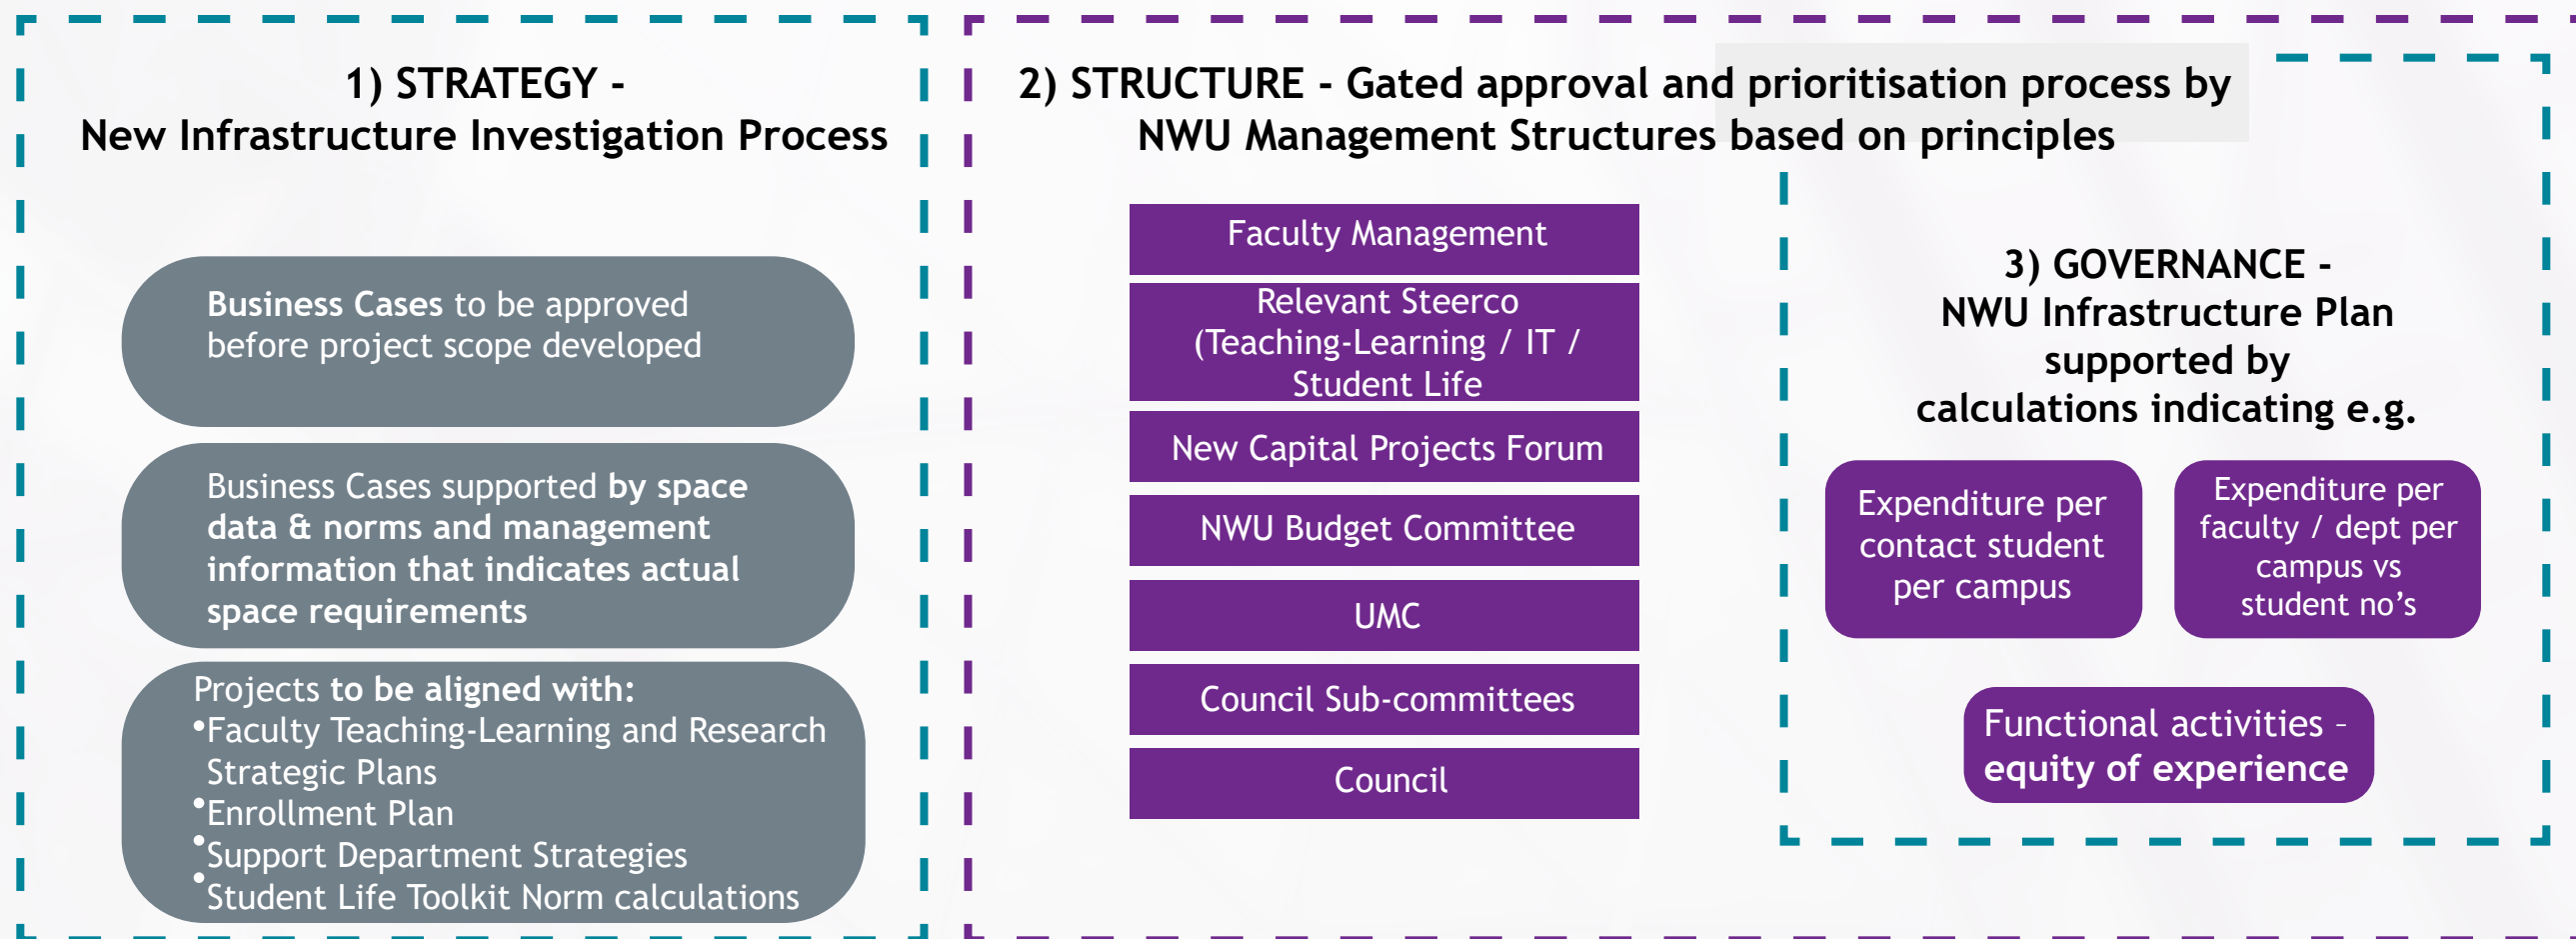 1) STRATEGY -
New Infrastructure Investigation Process
Business Cases to be approved
before project scope developed
Business Cases supported by space
data & norms and management
information that indicates actual
space requirements
Projects to be aligned with:
•Faculty Teaching-Learning and Research
Strategic Plans
•Enrollment Plan
•Support Department Strategies
•Student Life Toolkit Norm calculations
2) STRUCTURE - Gated approval and prioritisation process by
NWU Management Structures based on principles
Faculty Management
Relevant Steerco
(Teaching-Learning / IT /
Student Life
New Capital Projects Forum
NWU Budget Committee
UMC
Council Sub-committees
Council
3) GOVERNANCE -
NWU Infrastructure Plan
supported by
calculations indicating e.g.
Expenditure per
contact student
per campus
Expenditure per
faculty / dept per
campus vs
student no’s
Functional activities –
equity of experience